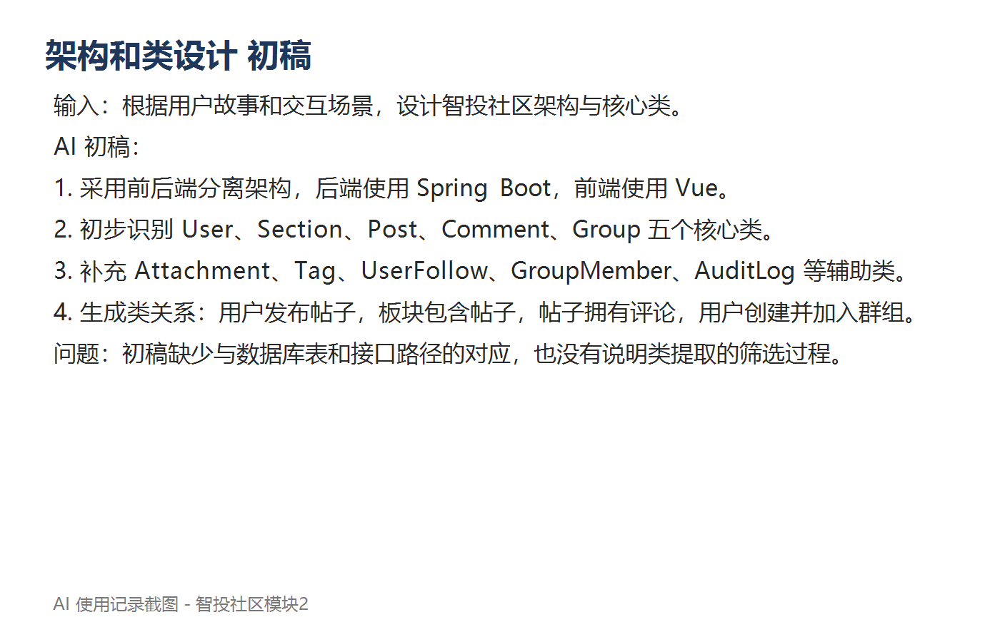 架构和类设计 初稿
输入：根据用户故事和交互场景，设计智投社区架构与核心类。
AI 初稿：
1. 采用前后端分离架构，后端使用 Spring Boot，前端使用 Vue。
2. 初步识别 User、Section、Post、Comment、Group 五个核心类。
3. 补充 Attachment、Tag、UserFollow、GroupMember、AuditLog 等辅助类。
4. 生成类关系：用户发布帖子，板块包含帖子，帖子拥有评论，用户创建并加入群组。
问题：初稿缺少与数据库表和接口路径的对应，也没有说明类提取的筛选过程。
AI 使用记录截图 - 智投社区模块2